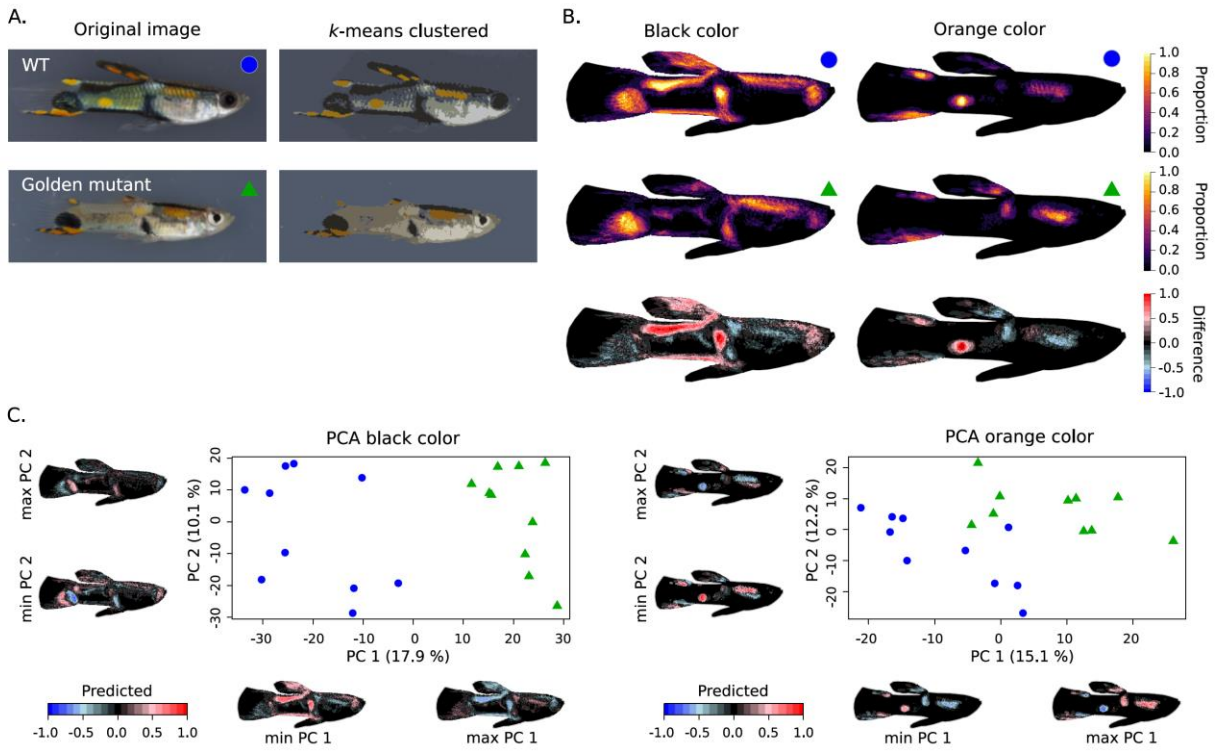 A.
Original image
k-means clustered
WT
Golden mutant
B.
Black color
Orange color
1.0
0.8
0.6
0.4
0.2
0.0
Proportion
1.0
0.8
0.6
0.4
0.2
0.0
Proportion
1.0
0.5
0.0
-0.5
-1.0
Difference
C.
PCA black color
max PC 2
min PC 2
PC 2 (10.1 %)
20
10
0
-10
-20
-30
-30
-20
-10
0
10
20
30
PC 1 (17.9 %)
Predicted
-1.0
-0.5
0.0
0.5
1.0
min PC 1
max PC 1
PCA orange color
max PC 2
min PC 2
PC 2 (12.2 %)
20
10
0
-10
-20
-20
-10
0
10
20
PC 1 (15.1 %)
Predicted
-1.0
-0.5
0.0
0.5
1.0
min PC 1
max PC 1